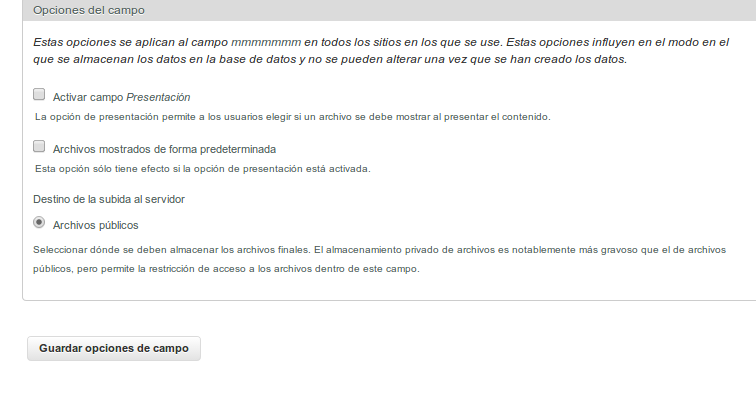 Opciones del campo
Estas opciones se aplican al campo mmmmmmm en todos los sitios en los que se use. Estas opciones influyen en el modo en el
que se almacenan los datos en la base de datos y no se pueden alterar una vez que se han creado los datos.
Activar campo Presentación
La opción de presentación permite a los usuarios elegir si un archivo se debe mostrar al presentar el contenido.
Archivos mostrados de forma predeterminada
Esta opción sólo tiene efecto si la opción de presentación está activada.
Destino de la subida al servidor
Archivos públicos
Seleccionar dónde se deben almacenar los archivos finales. El almacenamiento privado de archivos es notablemente más gravoso que el de archivos
públicos, pero permite la restricción de acceso a los archivos dentro de este campo.
Guardar opciones de campo